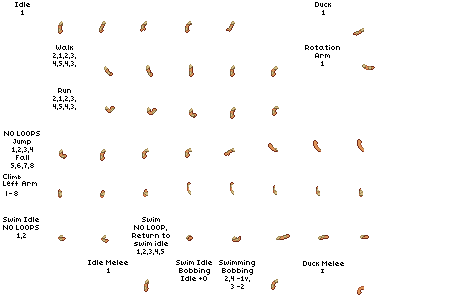 Idle
1
Duck
1
Walk
2,1,2,3,
4,5,4,3,
Rotation
Arm
1
Run
2,1,2,3,
4,5,4,3,
NO LOOPS
Jump
1,2,3,4
Fall
5,6,7,8
Climb
Left Arm
1-8
Swim Idle
NO LOOPS
1,2
Swim
NO LOOP,
Return to
swim idle
1,2,3,4,5
Idle Melee
1
Swim Idle
Bobbing
Idle +0
Swimming
Bobbing
2,4 -1v,
3 -2
Duck Melee
1